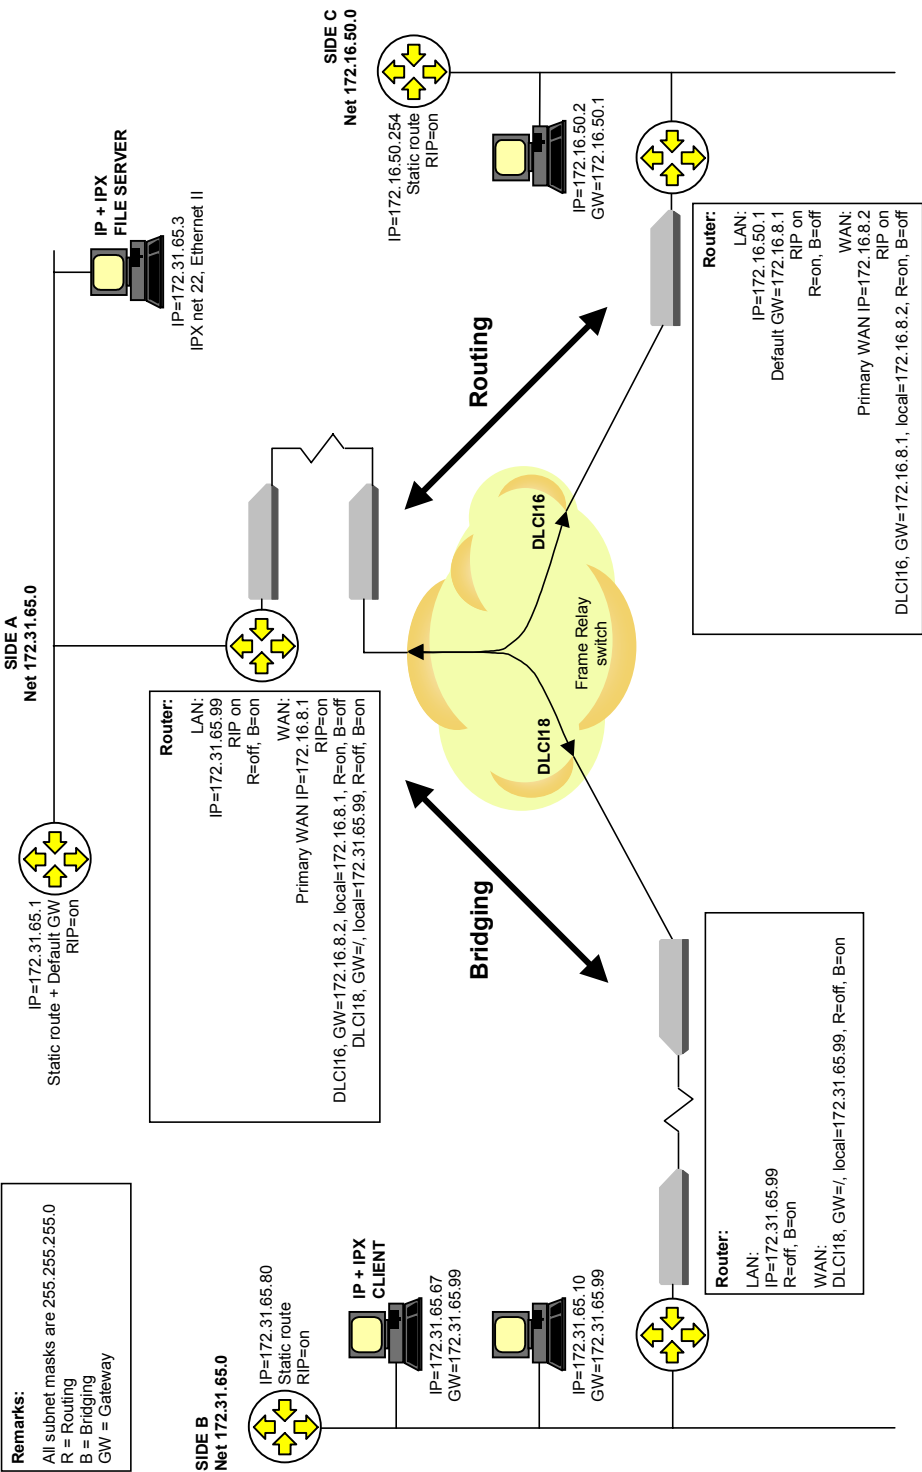 Remarks:
All subnet masks are 255.255.255.0
R = Routing
B = Bridging
GW = Gateway
SIDE A
Net 172.31.65.0
IP=172.31.65.1
Static route + Default GW
RIP=on
IP + IPX
FILE SERVER
IP=172.31.65.3
IPX net 22, Ethernet II
Router:
LAN:
IP=172.31.65.99
RIP on
R=off, B=on
WAN:
Primary WAN IP=172.16.8.1
RIP=on
DLCI16, GW=172.16.8.2, local=172.16.8.1, R=on, B=off
DLCI18, GW=/, local=172.31.65.99, R=off, B=on
SIDE B
Net 172.31.65.0
IP=172.31.65.80
Static route
RIP=on
IP + IPX
CLIENT
IP=172.31.65.67
GW=172.31.65.99
IP=172.31.65.10
GW=172.31.65.99
Bridging
Routing
DLCI18
DLCI16
Frame Relay
switch
SIDE C
Net 172.16.50.0
IP=172.16.50.254
Static route
RIP=on
IP=172.16.50.2
GW=172.16.50.1
Router:
LAN:
IP=172.31.65.99
R=off, B=on
WAN:
DLCI18, GW=/, local=172.31.65.99, R=off, B=on
Router:
LAN:
IP=172.16.50.1
Default GW=172.16.8.1
RIP on
R=on, B=off
WAN:
Primary WAN IP=172.16.8.2
RIP on
DLCI16, GW=172.16.8.1, local=172.16.8.2, R=on, B=off